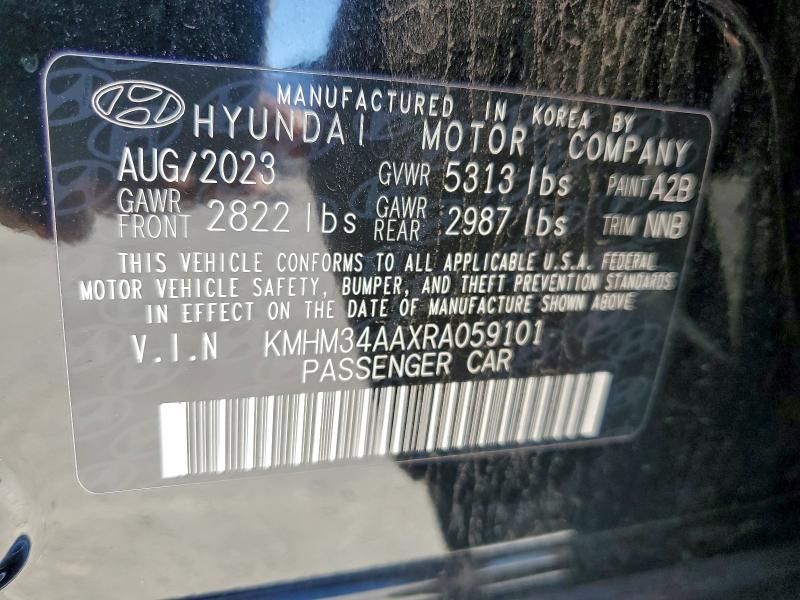 MANUFACTURED IN KOREA BY
HYUNDAI MOTOR COMPANY
AUG/2023 GVWR 5313 lbs PAINT A2B
GAWR FRONT 2822 lbs GAWR REAR 2987 lbs TRIM NNB
THIS VEHICLE CONFORMS TO ALL APPLICABLE U.S.A. FEDERAL
MOTOR VEHICLE SAFETY, BUMPER, AND THEFT PREVENTION STANDARDS
IN EFFECT ON THE DATE OF MANUFACTURE SHOWN ABOVE
V.I.N KMHM34AAXRA059101
PASSENGER CAR